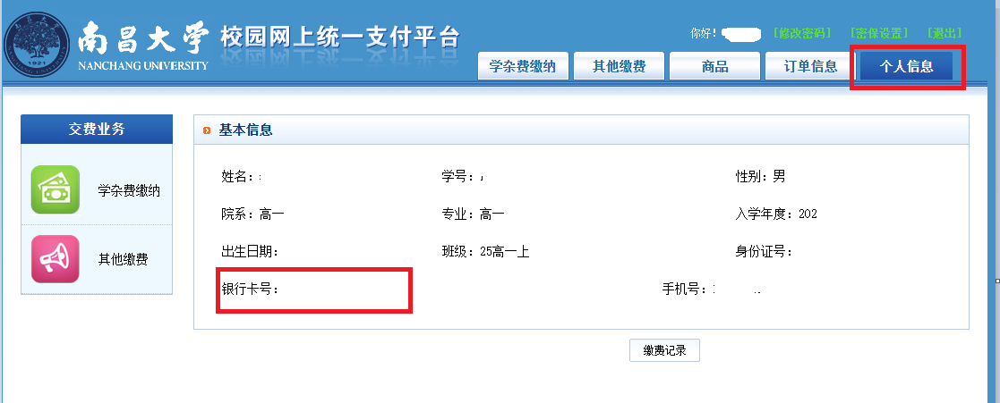 南昌大学 校园网上统一支付平台
NANCHANG UNIVERSITY
1921
你好! [修改密码] [密保设置] [退出]
学杂费缴纳 其他缴费 商品 订单信息 个人信息
交费业务
学杂费缴纳
其他缴费
基本信息
姓名: 学号: 性别: 男
院系: 高一 专业: 高一 入学年度: 202
出生日期: 班级: 25高一上 身份证号:
银行卡号: 手机号:
缴费记录